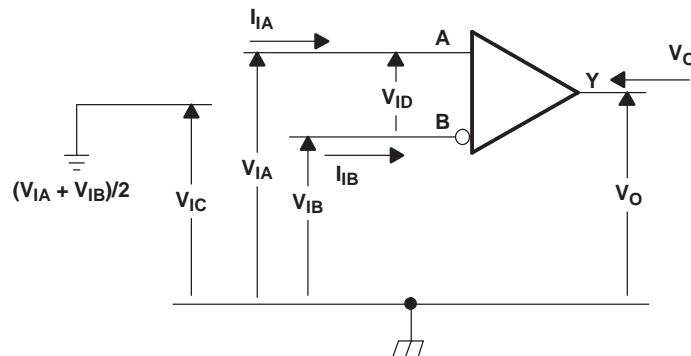 I_IA
A
V_O
Y
V_ID
B
(V_IA + V_IB)/2
V_IC
V_IA
I_IB
V_IB
V_O